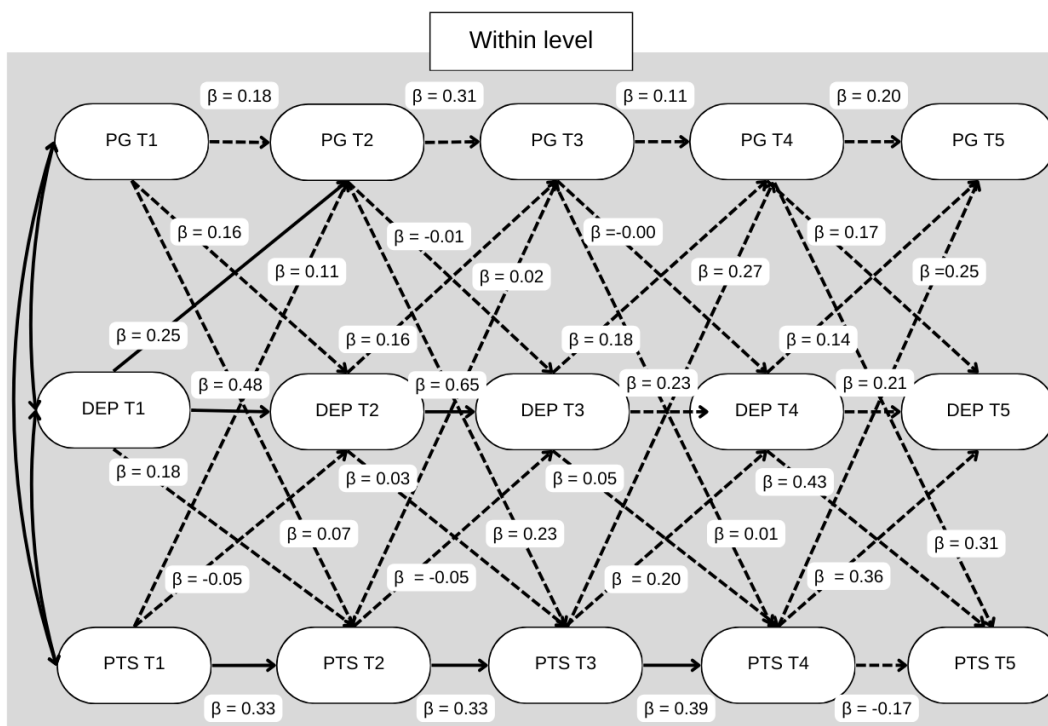 Within level
β = 0.18
β = 0.31
β = 0.11
β = 0.20
PG T1
PG T2
PG T3
PG T4
PG T5
β = 0.16
β = -0.01
β =-0.00
β = 0.17
β = 0.11
β = 0.02
β = 0.27
β =0.25
β = 0.25
β = 0.16
β = 0.18
β = 0.14
β = 0.48
β = 0.65
β = 0.23
β = 0.21
DEP T1
DEP T2
DEP T3
DEP T4
DEP T5
β = 0.18
β = 0.03
β = 0.05
β = 0.43
β = 0.07
β = 0.23
β = 0.01
β = 0.31
β = -0.05
β = -0.05
β = 0.20
β = 0.36
PTS T1
PTS T2
PTS T3
PTS T4
PTS T5
β = 0.33
β = 0.33
β = 0.39
β = -0.17